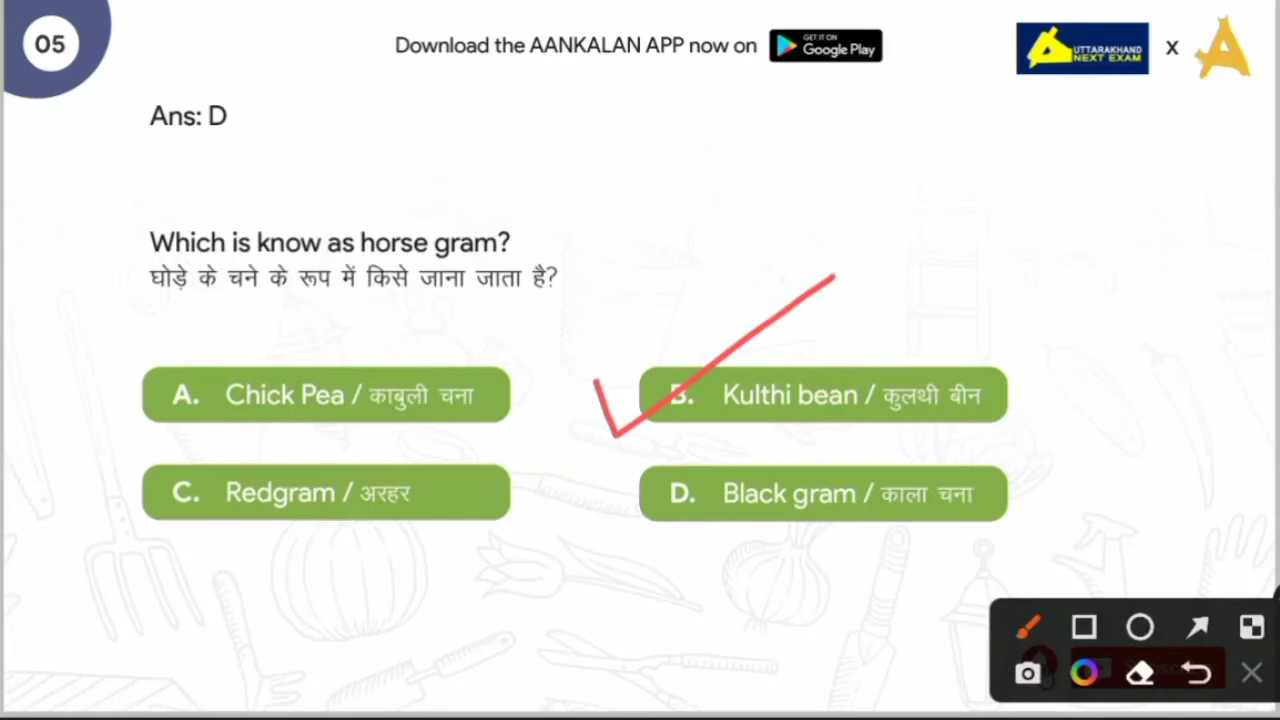 05
Download the AANKALAN APP now on
GET IT ON
Google Play
UTTARAKHAND
NEXT EXAM
X
Ans: D
Which is know as horse gram?
घोड़े के चने के रूप में किसे जाना जाता है?
A. Chick Pea / काबुली चना
B. Kulthi bean / कुलथी बीन
C. Redgram / अरहर
D. Black gram / काला चना